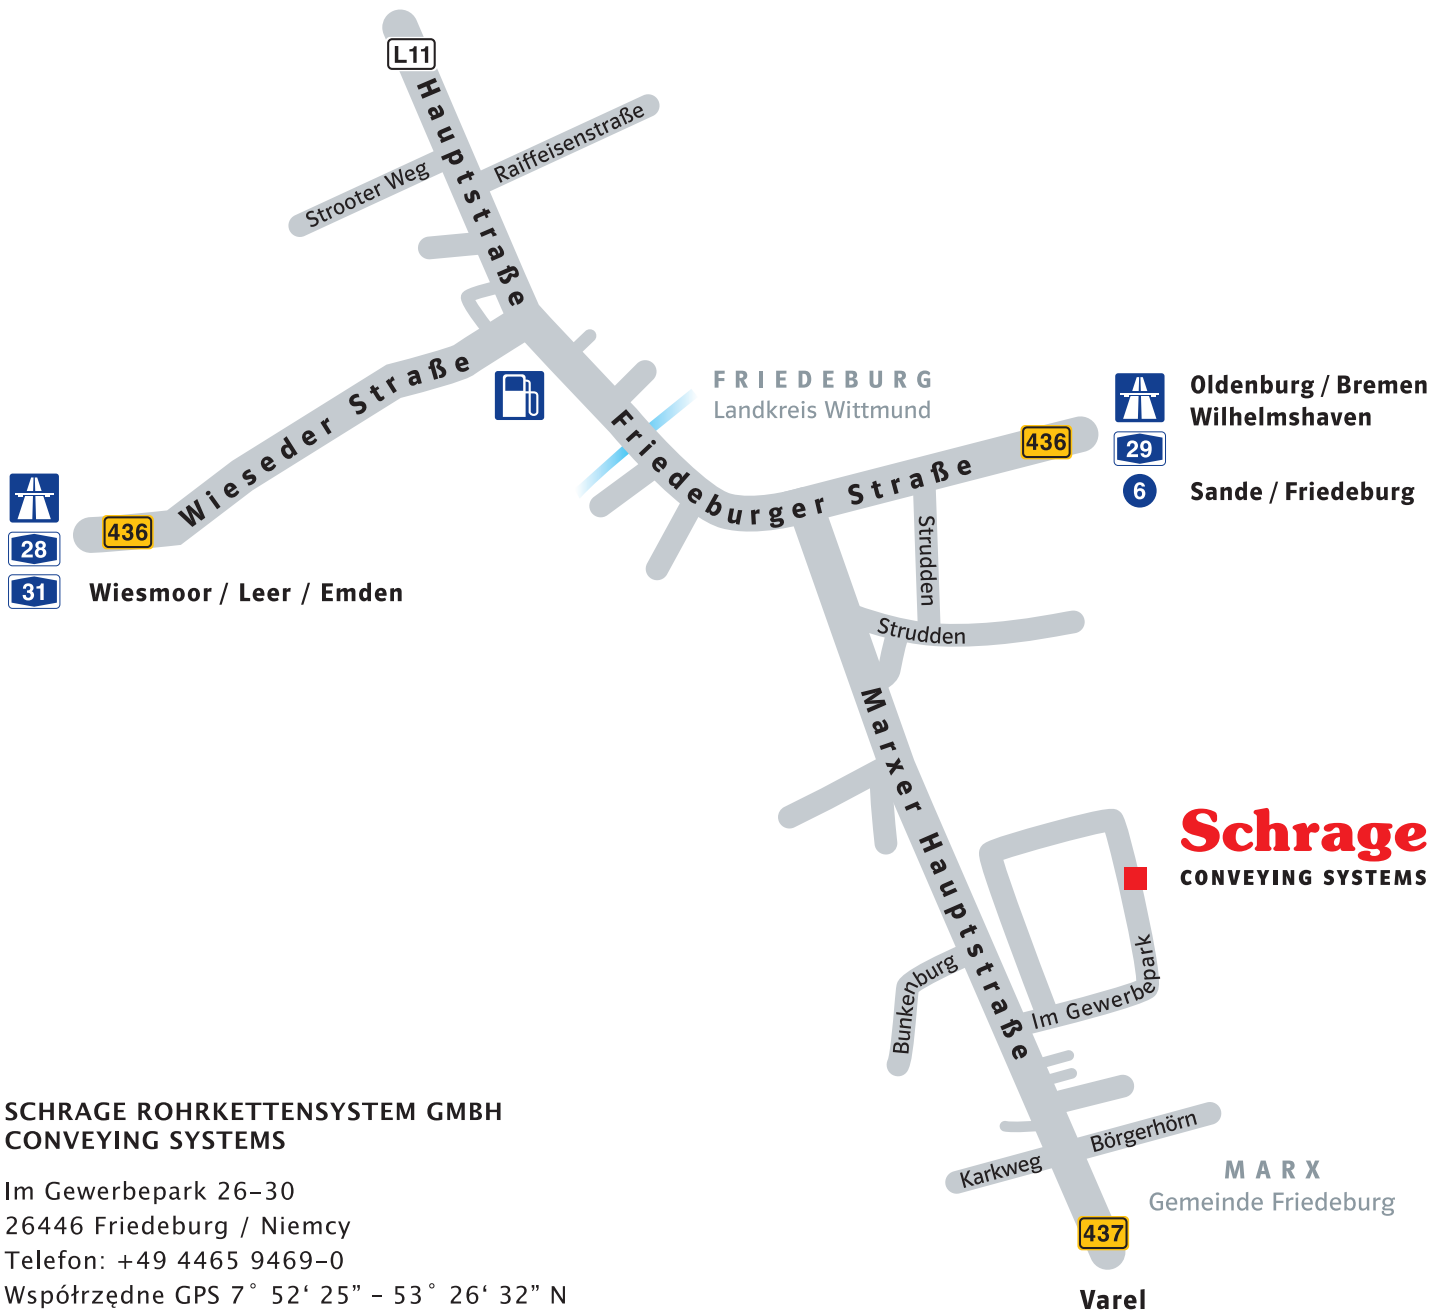 L11
Hauptstraße
Raiffeisenstraße
Strooter Weg
Wieseder Straße
FRIEDEBURG
Landkreis Wittmund
Friedeburger Straße
436
Oldenburg / Bremen
Wilhelmshaven
29
6 Sande / Friedeburg
436
28
31 Wiesmoor / Leer / Emden
Strudden
Strudden
Marxer Hauptstraße
Schrage
CONVEYING SYSTEMS
Bunkenburg
Im Gewerbepark
Börgerhörn
Karkweg
MARX
Gemeinde Friedeburg
437
Varel
SCHRAGE ROHRKETTENSYSTEM GMBH
CONVEYING SYSTEMS
Im Gewerbepark 26–30
26446 Friedeburg / Niemcy
Telefon: +49 4465 9469–0
Współrzędne GPS 7° 52‘ 25” – 53° 26‘ 32” N